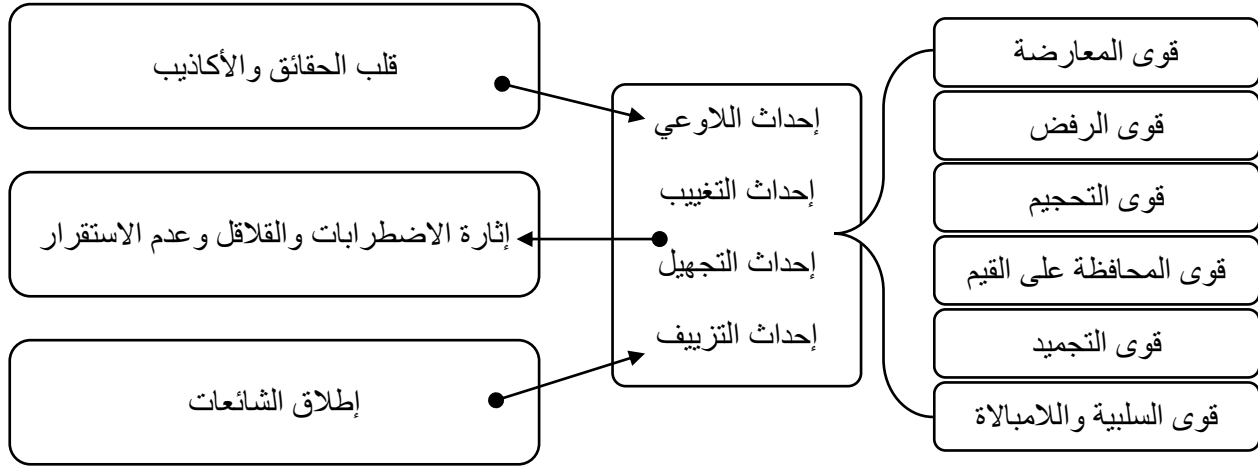 قوى المعارضة
قوى الرفض
قوى التحجيم
قوى المحافظة على القيم
قوى التجميد
قوى السلبية واللامبالاة
إحداث اللاوعي
إحداث التغييب
إحداث التجهيل
إحداث التزييف
قلب الحقائق والأكاذيب
إثارة الاضطرابات والقلاقل وعدم الاستقرار
إطلاق الشائعات